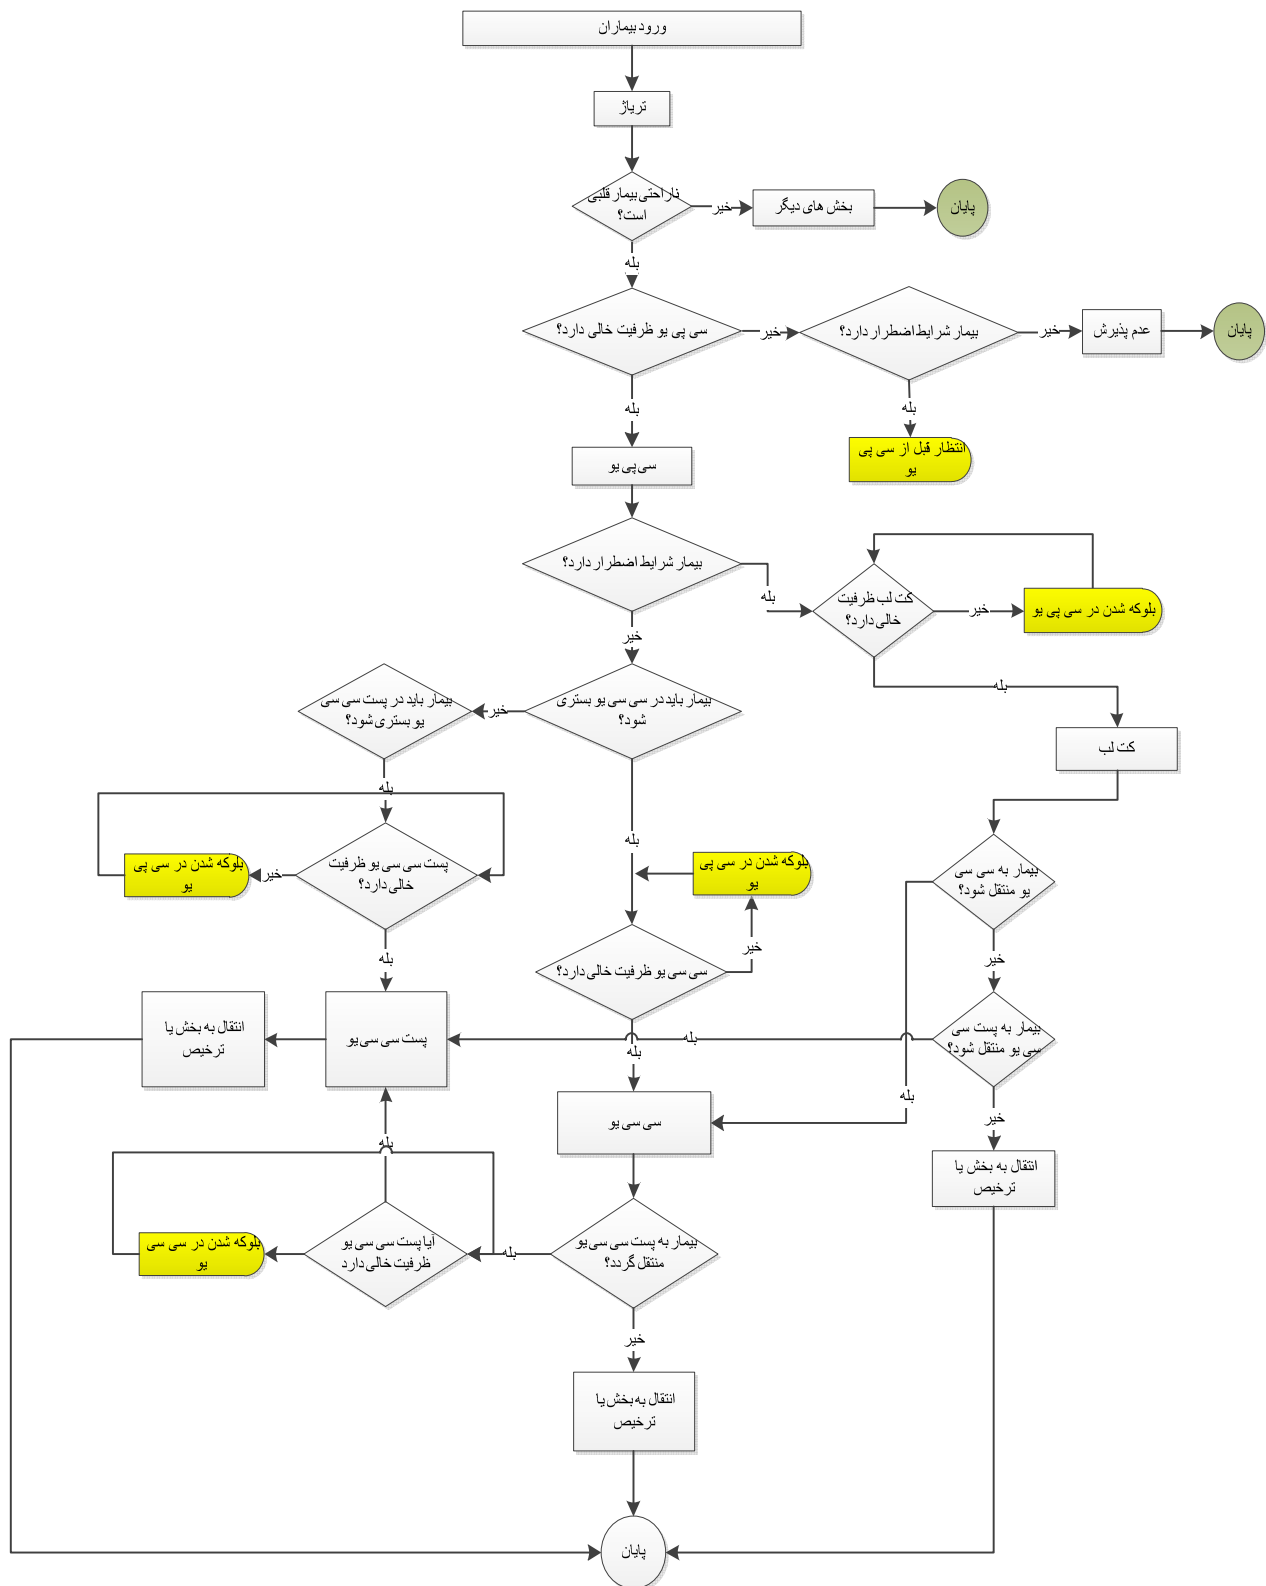 ورود بیماران
تریاژ
ناراحتی بیمار قلبی
است؟
خیر
بخش های دیگر
پایان
بله
سی پی یو ظرفیت خالی دارد؟
خیر
بیمار شرایط اضطرار دارد؟
خیر
عدم پذیرش
پایان
بله
بله
انتظار قبل از سی پی
یو
سی پی یو
بیمار شرایط اضطرار دارد؟
بله
کت لب ظرفیت
خالی دارد؟
خیر
بلوکه شدن در سی پی یو
خیر
بله
بیمار باید در سی سی یو بستری
شود؟
خیر
بیمار باید در پست سی سی
یو بستری شود؟
کت لب
بله
بله
پست سی سی یو ظرفیت
خالی دارد؟
خیر
بلوکه شدن در سی پی
یو
بلوکه شدن در سی پی
یو
بیمار به سی سی
یو منتقل شود؟
خیر
بله
سی سی یو ظرفیت خالی دارد؟
خیر
بیمار به پست سی
سی یو منتقل شود؟
بله
پست سی سی یو
انتقال به بخش یا
ترخیص
بله
بله
خیر
سی سی یو
بله
انتقال به بخش یا
ترخیص
بیمار به پست سی سی یو
منتقل گردد؟
بله
آیا پست سی سی یو
ظرفیت خالی دارد
بلوکه شدن در سی سی
یو
خیر
انتقال به بخش یا
ترخیص
پایان